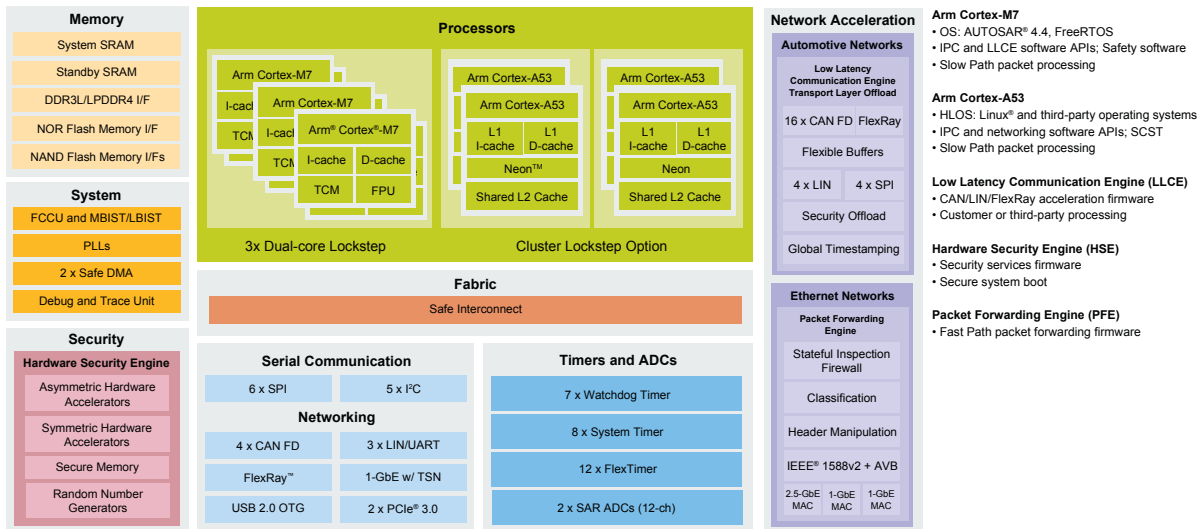 Memory
System SRAM
Standby SRAM
DDR3L/LPDDR4 I/F
NOR Flash Memory I/F
NAND Flash Memory I/Fs
System
FCCU and MBIST/LBIST
PLLs
2 x Safe DMA
Debug and Trace Unit
Security
Hardware Security Engine
Asymmetric Hardware
Accelerators
Symmetric Hardware
Accelerators
Secure Memory
Random Number
Generators
Processors
Arm Cortex-M7
I-cach
TCM
Arm Cortex-M7
I-cache
TCM
Arm® Cortex®-M7
I-cache
D-cache
TCM
FPU
3x Dual-core Lockstep
Arm Cortex-A53
Arm Cortex-A53
L1
I-cache
L1
D-cache
Neon™
Shared L2 Cache
Arm Cortex-A53
Arm Cortex-A53
L1
I-cache
L1
D-cache
Neon
Shared L2 Cache
Cluster Lockstep Option
Fabric
Safe Interconnect
Serial Communication
6 x SPI
5 x I²C
Networking
4 x CAN FD
3 x LIN/UART
FlexRay™
1-GbE w/ TSN
USB 2.0 OTG
2 x PCIe® 3.0
Timers and ADCs
7 x Watchdog Timer
8 x System Timer
12 x FlexTimer
2 x SAR ADCs (12-ch)
Network Acceleration
Automotive Networks
Low Latency
Communication Engine
Transport Layer Offload
16 x CAN FD
FlexRay
Flexible Buffers
4 x LIN
4 x SPI
Security Offload
Global Timestamping
Ethernet Networks
Packet Forwarding
Engine
Stateful Inspection
Firewall
Classification
Header Manipulation
IEEE® 1588v2 + AVB
2.5-GbE
MAC
1-GbE
MAC
1-GbE
MAC
Arm Cortex-M7
• OS: AUTOSAR® 4.4, FreeRTOS
• IPC and LLCE software APIs; Safety software
• Slow Path packet processing
Arm Cortex-A53
• HLOS: Linux® and third-party operating systems
• IPC and networking software APIs; SCST
• Slow Path packet processing
Low Latency Communication Engine (LLCE)
• CAN/LIN/FlexRay acceleration firmware
• Customer or third-party processing
Hardware Security Engine (HSE)
• Security services firmware
• Secure system boot
Packet Forwarding Engine (PFE)
• Fast Path packet forwarding firmware